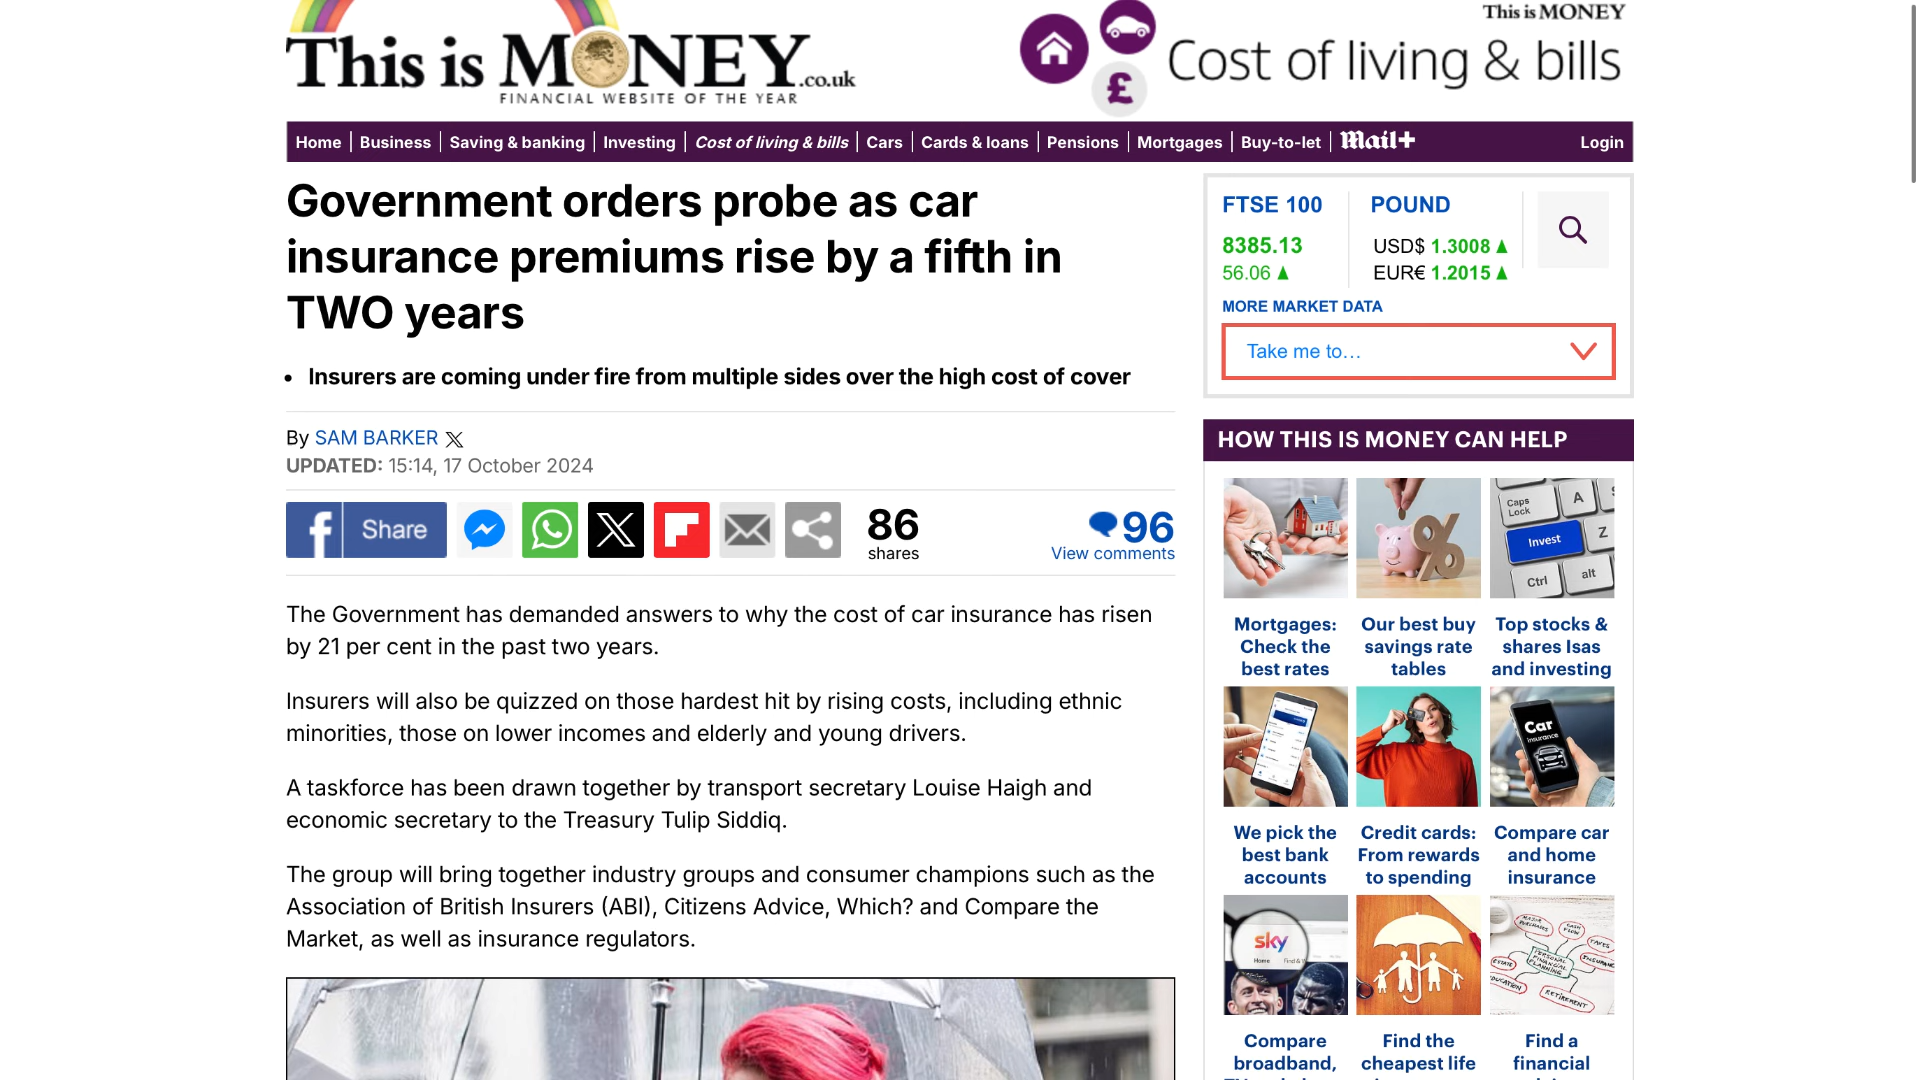 This is MONEY.co.uk
FINANCIAL WEBSITE OF THE YEAR
This is MONEY
£ Cost of living & bills
Home Business Saving & banking Investing Cost of living & bills Cars Cards & loans Pensions Mortgages Buy-to-let Mail+ Login
Government orders probe as car
insurance premiums rise by a fifth in
TWO years
• Insurers are coming under fire from multiple sides over the high cost of cover
By SAM BARKER X
UPDATED: 15:14, 17 October 2024
f Share
86
shares
96
View comments
The Government has demanded answers to why the cost of car insurance has risen
by 21 per cent in the past two years.
Insurers will also be quizzed on those hardest hit by rising costs, including ethnic
minorities, those on lower incomes and elderly and young drivers.
A taskforce has been drawn together by transport secretary Louise Haigh and
economic secretary to the Treasury Tulip Siddiq.
The group will bring together industry groups and consumer champions such as the
Association of British Insurers (ABI), Citizens Advice, Which? and Compare the
Market, as well as insurance regulators.
FTSE 100
8385.13
56.06 ▲
POUND
USD$ 1.3008 ▲
EUR€ 1.2015 ▲
MORE MARKET DATA
Take me to...
HOW THIS IS MONEY CAN HELP
%
Caps
Lock
A
S
Invest
Z
Ctrl
alt
Mortgages:
Check the
best rates
Our best buy
savings rate
tables
Top stocks &
shares Isas
and investing
Car
insurance
We pick the
best bank
accounts
Credit cards:
From rewards
to spending
Compare car
and home
insurance
sky
Home
MAJOR
PURCHASES
CASH
FLOW
TAXES
PERSONAL
FINANCIAL
PLANNING
INSURANCE
ESTATE
EDUCATION
RETIREMENT
Compare
broadband,
Find the
cheapest life
Find a
financial